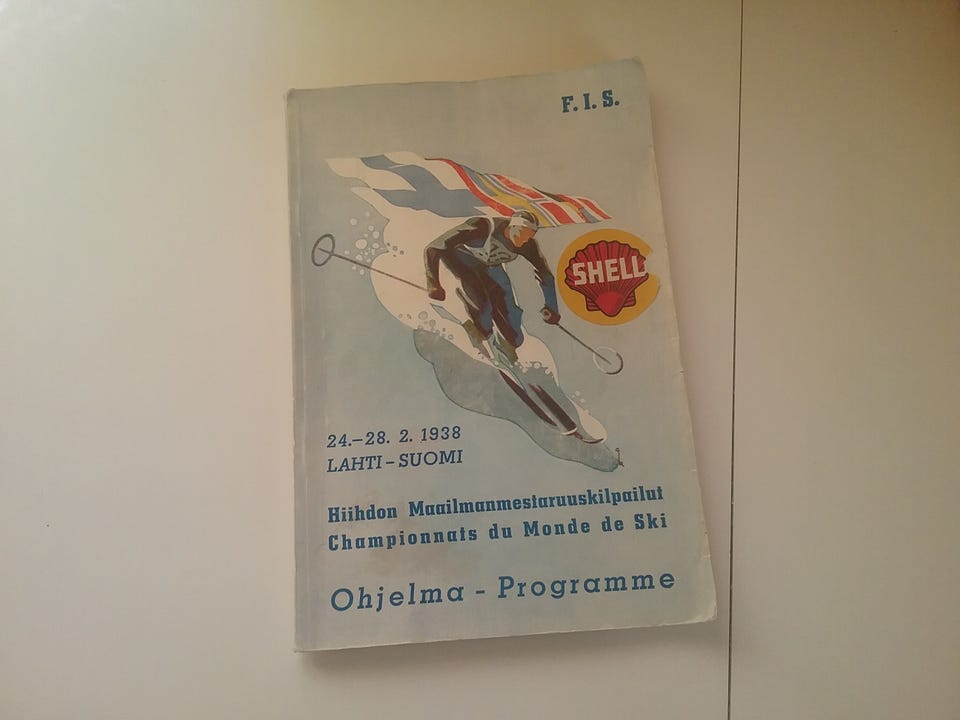 F. I. S.
SHELL
24.–28. 2. 1938
LAHTI – SUOMI
Hiihdon Maailmanmestaruuskilpailut
Championnats du Monde de Ski
Ohjelma - Programme